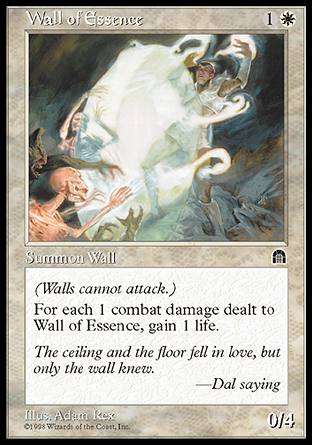 Wall of Essence 1
Summon Wall
(Walls cannot attack.)
For each 1 combat damage dealt to
Wall of Essence, gain 1 life.
The ceiling and the floor fell in love, but
only the wall knew.
—Dal saying
Illus. Adam Rex
©1998 Wizards of the Coast, Inc.
0/4